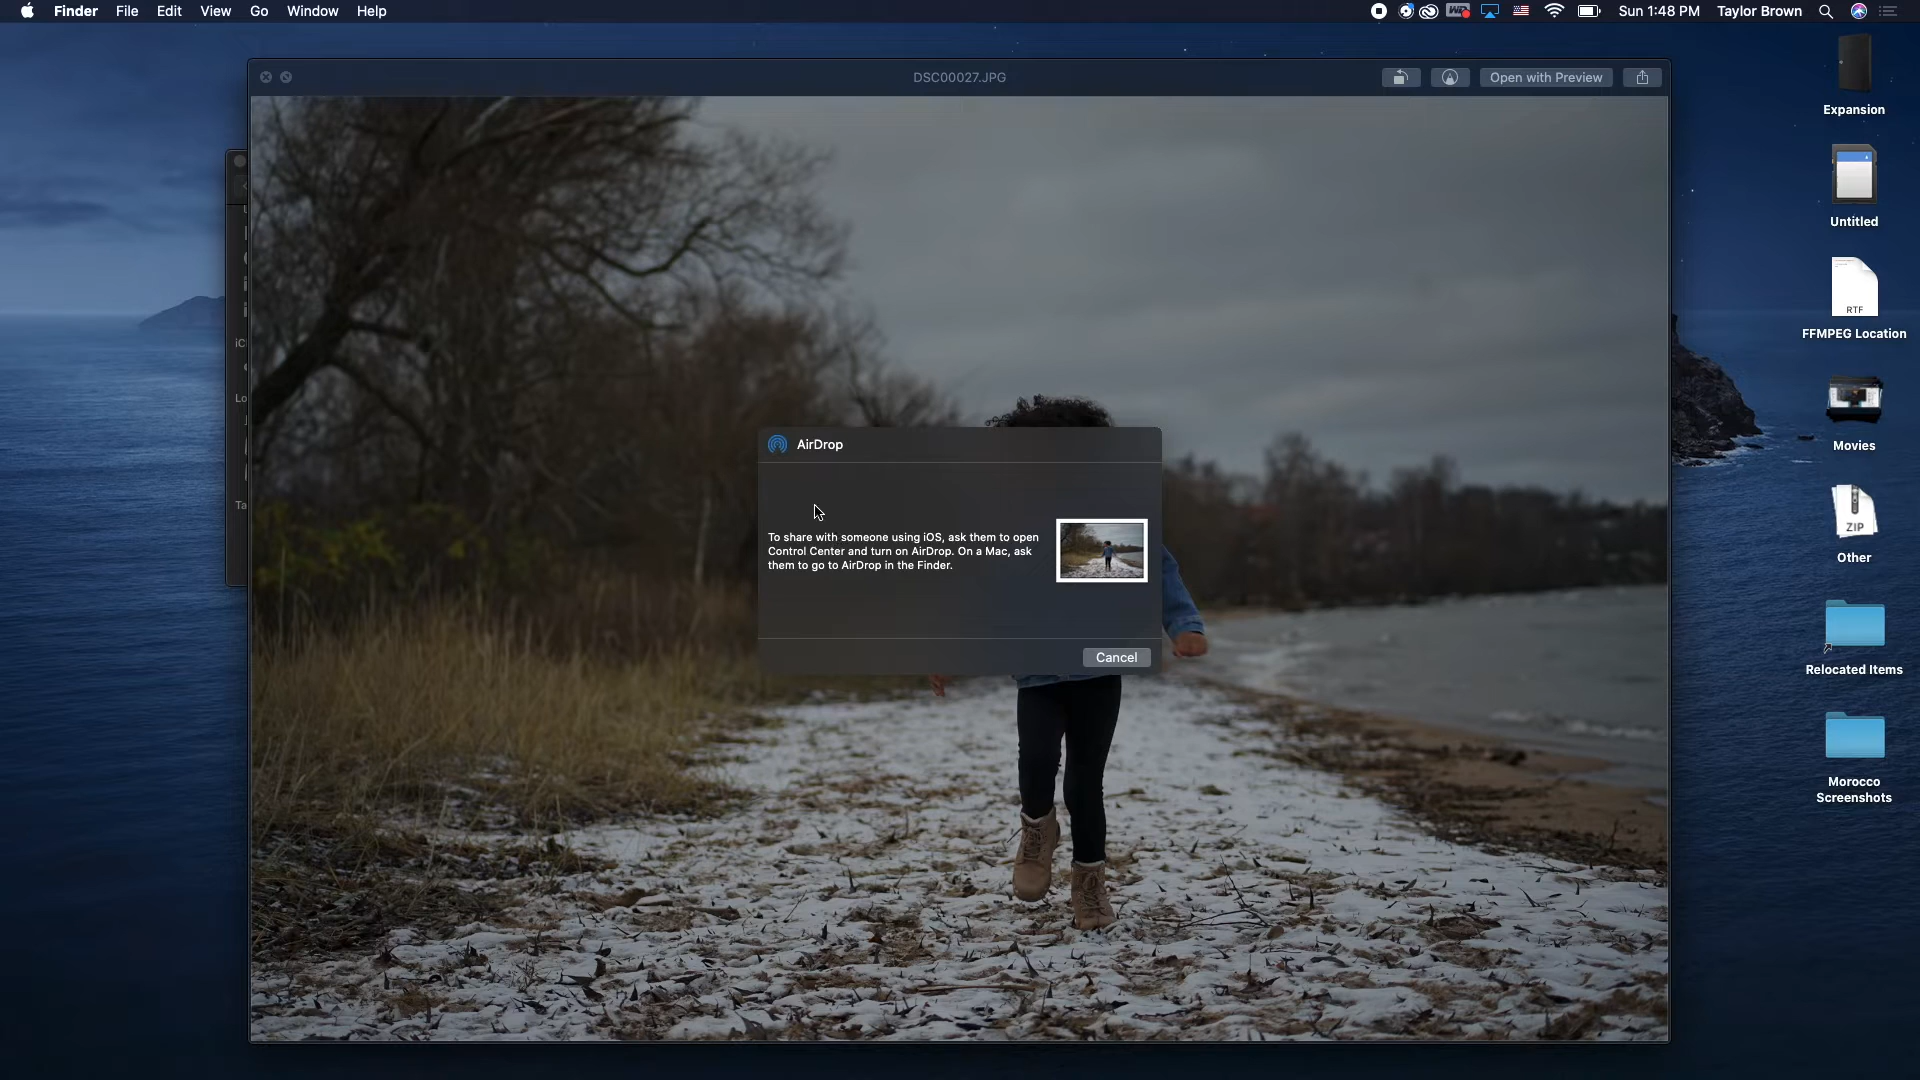 Finder File Edit View Go Window Help
Sun 1:48 PM Taylor Brown
DSC00027.JPG
Open with Preview
Expansion
Untitled
RTF
FFMPEG Location
Movies
ZIP
Other
Relocated Items
Morocco
Screenshots
iC
Lo
Ta
AirDrop
To share with someone using iOS, ask them to open
Control Center and turn on AirDrop. On a Mac, ask
them to go to AirDrop in the Finder.
Cancel